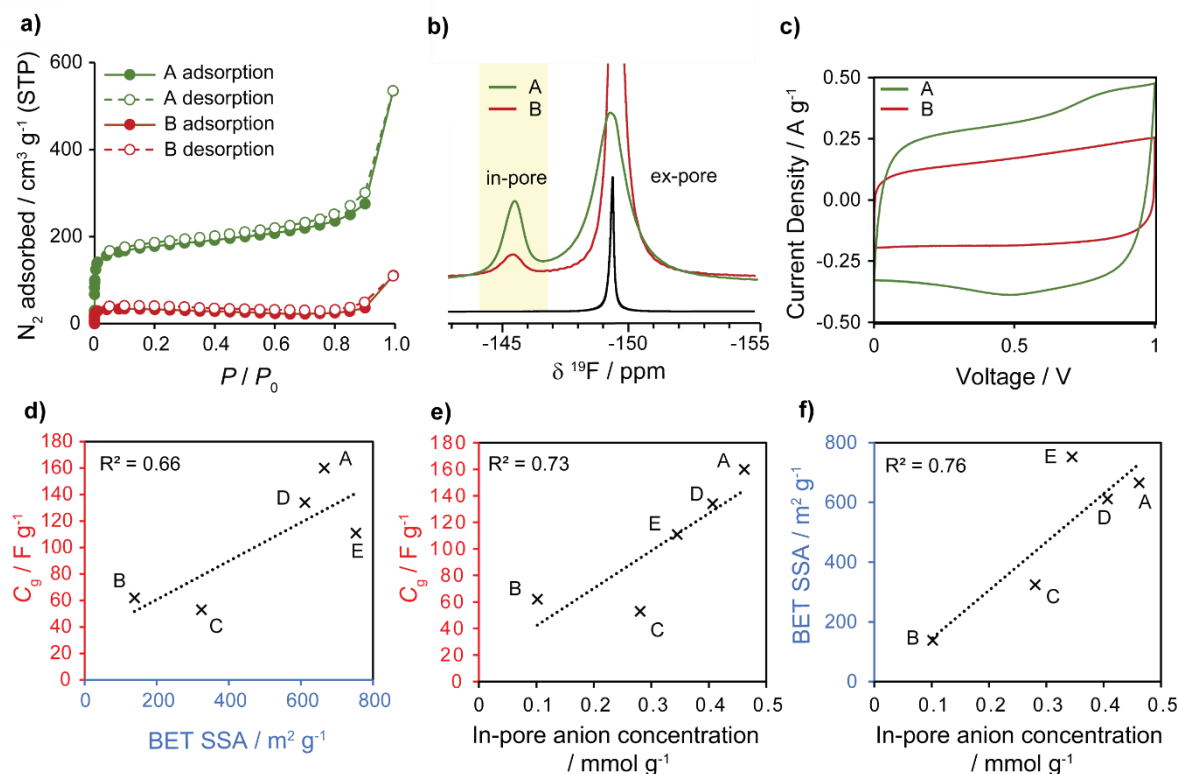 a)
600
400
200
0
N₂ adsorbed / cm³ g⁻¹ (STP)
A adsorption
A desorption
B adsorption
B desorption
0 0.2 0.4 0.6 0.8 1.0
P / P₀
b)
A
B
in-pore
ex-pore
-145 -150 -155
δ ¹⁹F / ppm
c)
0.50
0.25
0.00
-0.25
-0.50
Current Density / A g⁻¹
A
B
0 0.5 1
Voltage / V
d)
180
160
140
120
100
80
60
40
20
0
C_g / F g⁻¹
R² = 0.66
A
D
E
B
C
0 200 400 600 800
BET SSA / m² g⁻¹
e)
180
160
140
120
100
80
60
40
20
0
C_g / F g⁻¹
R² = 0.73
A
D
E
B
C
0 0.1 0.2 0.3 0.4 0.5
In-pore anion concentration
/ mmol g⁻¹
f)
800
600
400
200
0
BET SSA / m² g⁻¹
R² = 0.76
E
A
D
C
B
0 0.1 0.2 0.3 0.4 0.5
In-pore anion concentration
/ mmol g⁻¹